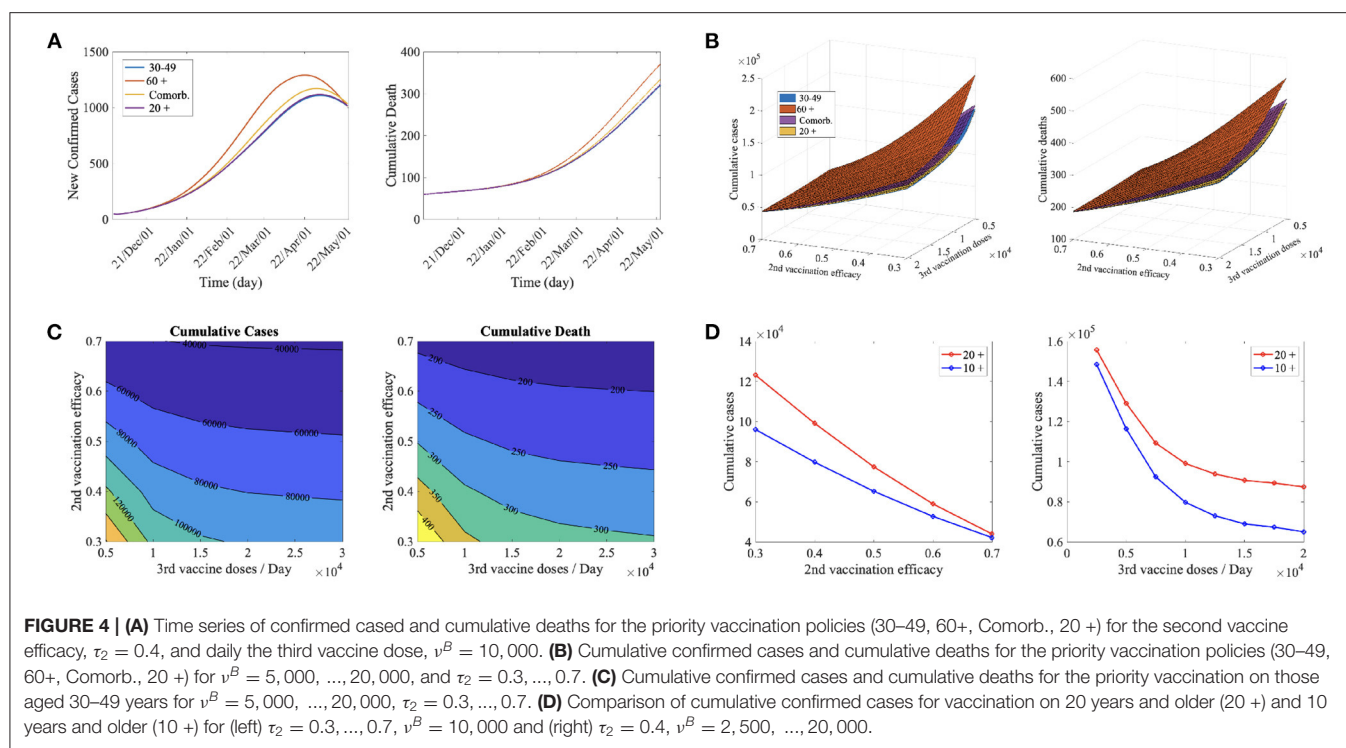 A
New Confirmed Cases
1500
1000
500
0
30-49
60 +
Comorb.
20 +
21/Dec/01
22/Jan/01
22/Feb/01
22/Mar/01
22/Apr/01
22/May/01
Time (day)
Cumulative Death
400
300
200
100
0
21/Dec/01
22/Jan/01
22/Feb/01
22/Mar/01
22/Apr/01
22/May/01
Time (day)
B
×10⁵
Cumulative cases
2.5
2
1.5
1
0.5
0
30-49
60 +
Comorb.
20 +
0.7
0.6
0.5
0.4
0.3
2nd vaccination efficacy
2
1.5
1
0.5
×10⁴
3rd vaccination doses
Cumulative deaths
600
500
400
300
200
100
0.7
0.6
0.5
0.4
0.3
2nd vaccination efficacy
2
1.5
1
0.5
×10⁴
3rd vaccination doses
C
Cumulative Cases
2nd vaccination efficacy
0.7
0.6
0.5
0.4
0.3
40000
40000
60000
60000
60000
80000
80000
80000
100000
120000
0.5
1
1.5
2
2.5
3
×10⁴
3rd vaccine doses / Day
Cumulative Death
2nd vaccination efficacy
0.7
0.6
0.5
0.4
0.3
200
200
200
250
250
250
300
300
300
350
400
0.5
1
1.5
2
2.5
3
×10⁴
3rd vaccine doses / Day
D
×10⁴
Cumulative cases
14
12
10
8
6
4
20 +
10 +
0.3
0.4
0.5
0.6
0.7
2nd vaccination efficacy
×10⁵
Cumulative cases
1.6
1.4
1.2
1
0.8
0.6
20 +
10 +
0
0.5
1
1.5
2
×10⁴
3rd vaccine doses / Day
FIGURE 4 | (A) Time series of confirmed cased and cumulative deaths for the priority vaccination policies (30–49, 60+, Comorb., 20 +) for the second vaccine
efficacy, τ₂ = 0.4, and daily the third vaccine dose, νᴮ = 10, 000. (B) Cumulative confirmed cases and cumulative deaths for the priority vaccination policies (30–49,
60+, Comorb., 20 +) for νᴮ = 5, 000, ..., 20, 000, and τ₂ = 0.3, ..., 0.7. (C) Cumulative confirmed cases and cumulative deaths for the priority vaccination on those
aged 30–49 years for νᴮ = 5, 000, ..., 20, 000, τ₂ = 0.3, ..., 0.7. (D) Comparison of cumulative confirmed cases for vaccination on 20 years and older (20 +) and 10
years and older (10 +) for (left) τ₂ = 0.3, ..., 0.7, νᴮ = 10, 000 and (right) τ₂ = 0.4, νᴮ = 2, 500, ..., 20, 000.